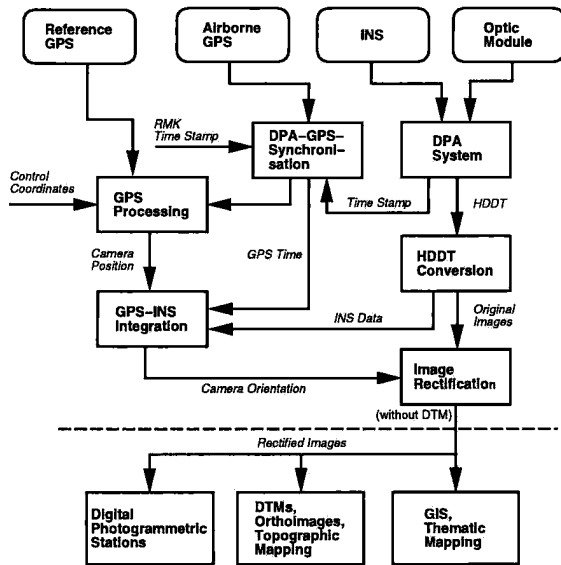 Reference
GPS
Airborne
GPS
INS
Optic
Module
RMK
Time Stamp
DPA-GPS-
Synchroni-
sation
DPA
System
Control
Coordinates
GPS
Processing
Time Stamp
HDDT
Camera
Position
GPS Time
HDDT
Conversion
GPS-INS
Integration
INS Data
Original
Images
Camera Orientation
Image
Rectification
(without DTM)
Rectified Images
Digital
Photogrammetric
Stations
DTMs,
Orthoimages,
Topographic
Mapping
GIS,
Thematic
Mapping